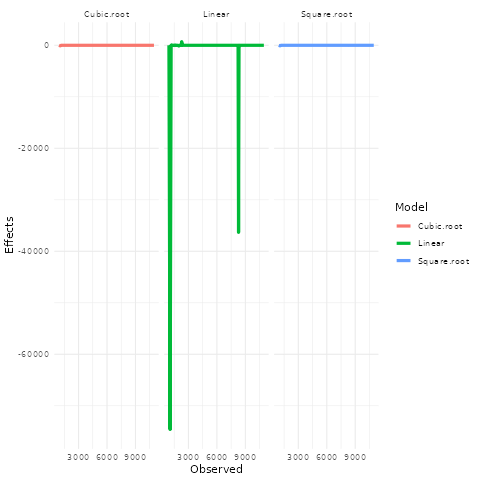 Cubic.root Linear Square.root
0
-20000
-40000
-60000
Effects
3000 6000 9000 3000 6000 9000 3000 6000 9000
Observed
Model
Cubic.root
Linear
Square.root